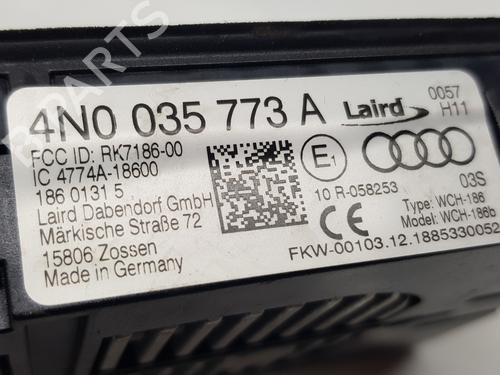 4N0 035 773 A
Laird
0057
H11
FCC ID: RK7186-00
IC 4774A-18600
186 0131 5
Laird Dabendorf GmbH
Märkische Straße 72
15806 Zossen
Made in Germany
E1
10 R-058253
CE
03S
Type: WCH-186
Model: WCH-186b
FKW-00103.12.1885330052
B PARTS